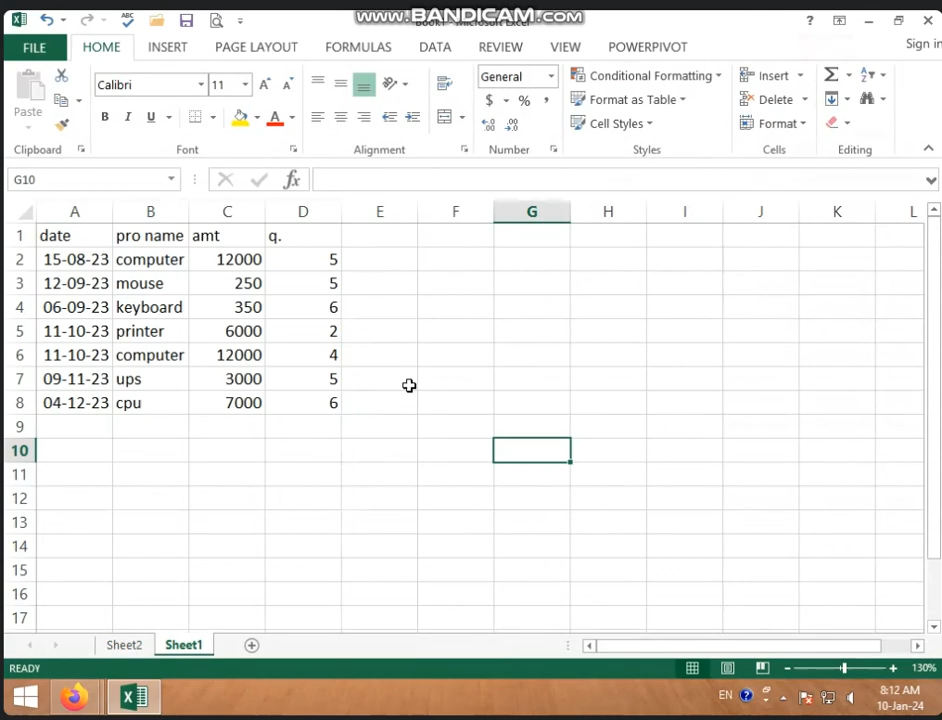 www.BANDICAM.com
Book1 - Microsoft Excel
?
Sign in
FILE HOME INSERT PAGE LAYOUT FORMULAS DATA REVIEW VIEW POWERPIVOT
Paste
Calibri 11
B I U
General
$ % ,
Conditional Formatting
Format as Table
Cell Styles
Insert
Delete
Format
Clipboard Font Alignment Number Styles Cells Editing
G10
fx
A B C D E F G H I J K L
1 date pro name amt q.
2 15-08-23 computer 12000 5
3 12-09-23 mouse 250 5
4 06-09-23 keyboard 350 6
5 11-10-23 printer 6000 2
6 11-10-23 computer 12000 4
7 09-11-23 ups 3000 5
8 04-12-23 cpu 7000 6
9
10
11
12
13
14
15
16
17
Sheet2 Sheet1
READY
130%
EN
8:12 AM
10-Jan-24